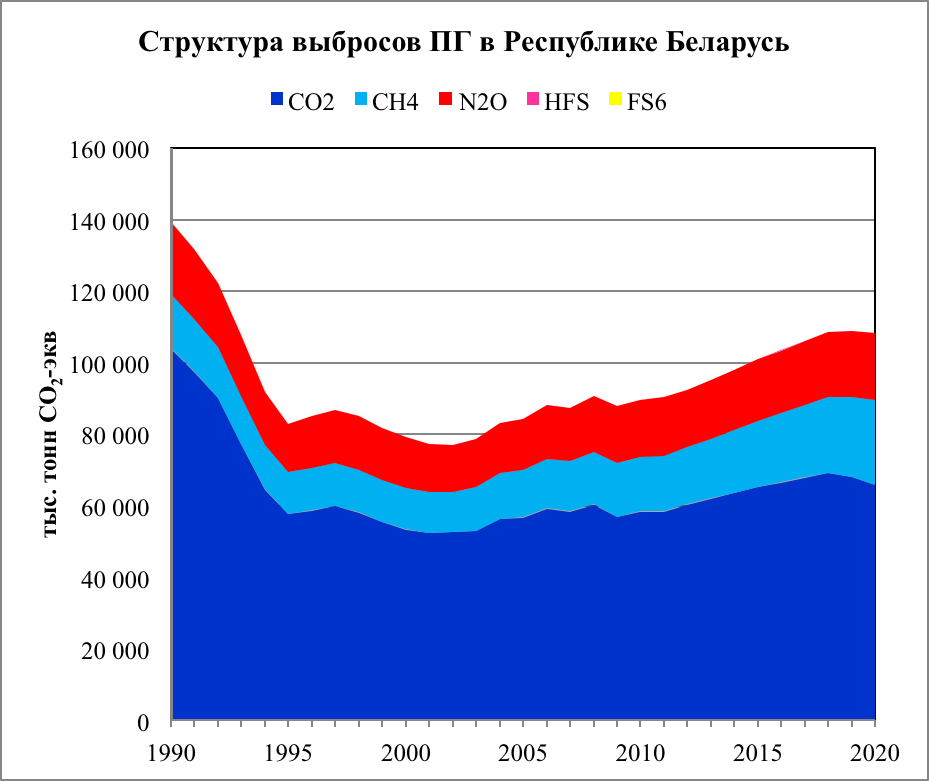 Структура выбросов ПГ в Республике Беларусь
CO2 CH4 N2O HFS FS6
160 000
140 000
120 000
100 000
80 000
60 000
40 000
20 000
0
тыс. тонн CO₂-экв
1990 1995 2000 2005 2010 2015 2020